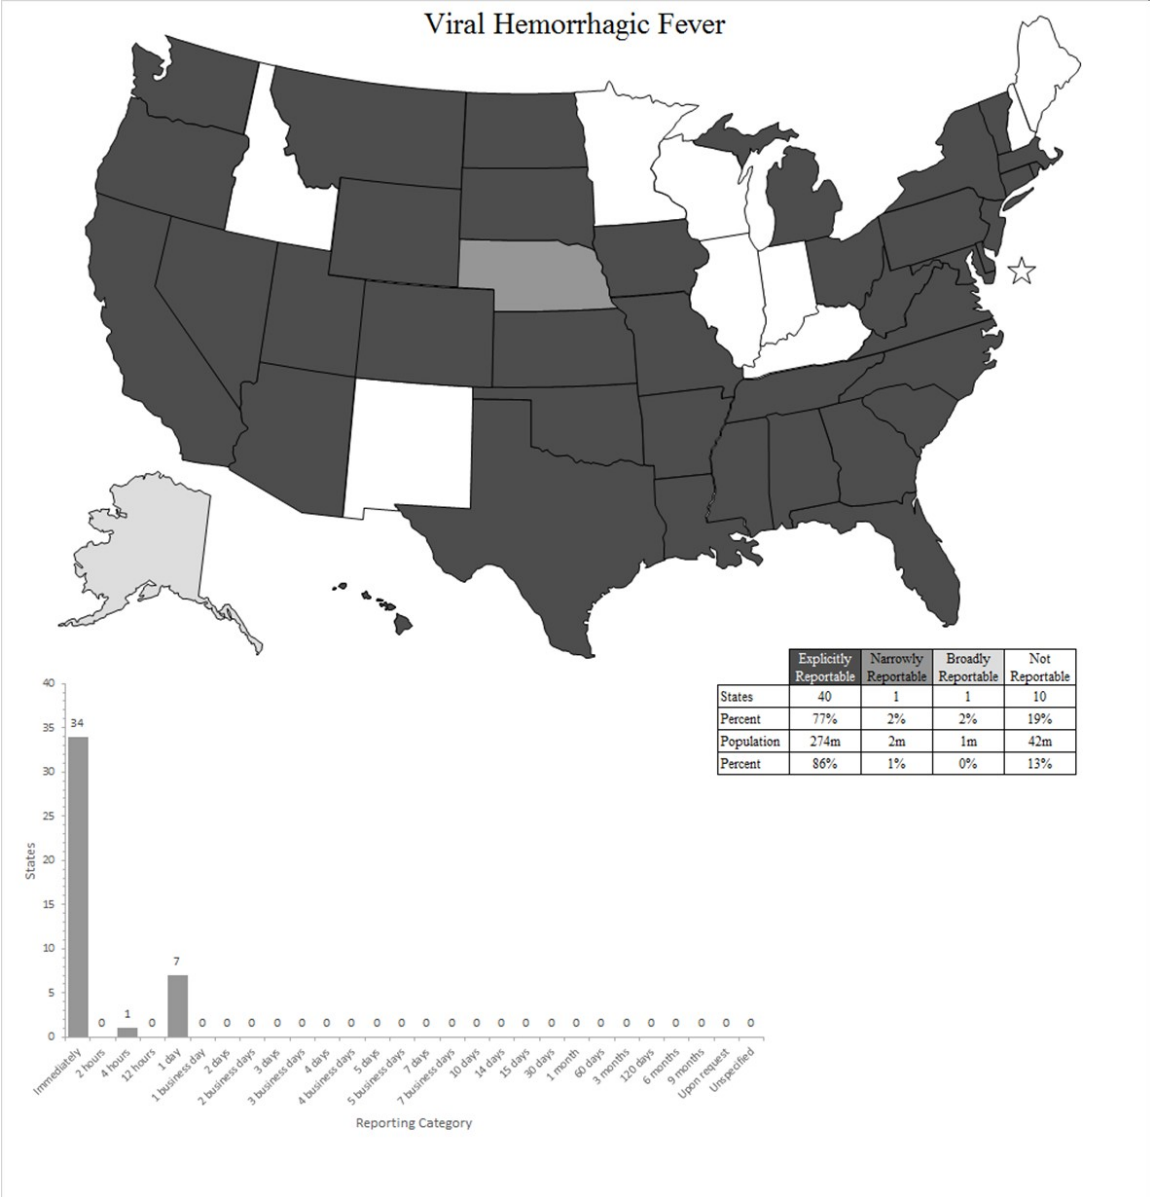 Viral Hemorrhagic Fever
Explicitly Reportable Narrowly Reportable Broadly Reportable Not Reportable
States 40 1 1 10
Percent 77% 2% 2% 19%
Population 274m 2m 1m 42m
Percent 86% 1% 0% 13%
40
35
30
25
20
15
10
5
0
States
34 0 1 0 7 0 0 0 0 0 0 0 0 0 0 0 0 0 0 0 0 0 0 0 0 0 0 0
Immediately
2 hours
4 hours
12 hours
1 day
1 business day
2 days
2 business days
3 days
3 business days
4 days
4 business days
5 days
5 business days
7 days
7 business days
10 days
14 days
15 days
30 days
1 month
60 days
3 months
120 days
6 months
9 months
Upon request
Unspecified
Reporting Category